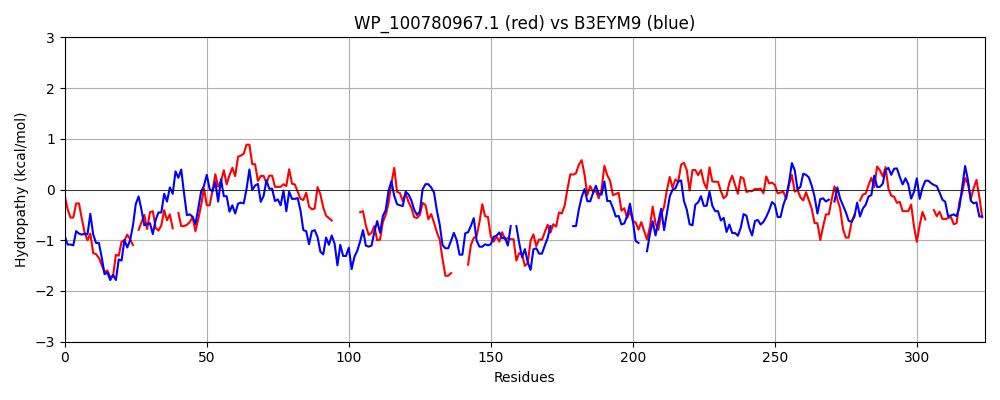 WP_100780967.1 (red) vs B3EYM9 (blue)
Hydropathy (kcal/mol)
3
2
1
0
−1
−2
−3
0 50 100 150 200 250 300
Residues